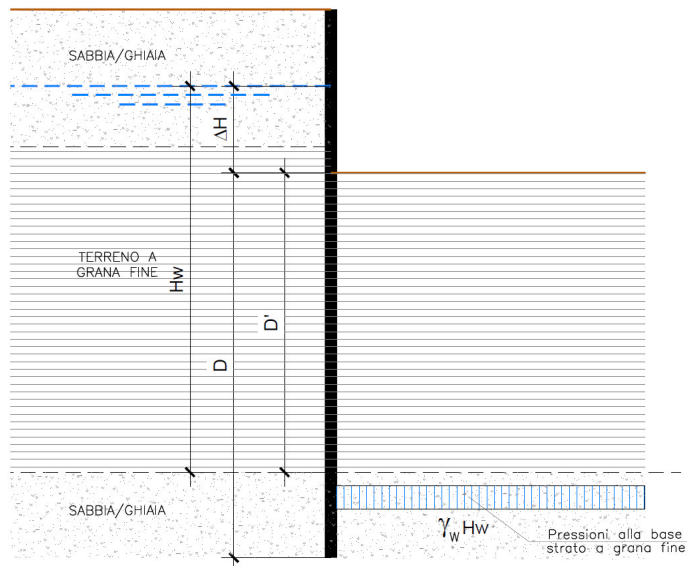 SABBIA/GHIAIA
ΔH
TERRENO A
GRANA FINE
Hw
D'
D
SABBIA/GHIAIA
γw Hw
Pressioni alla base
strato a grana fine